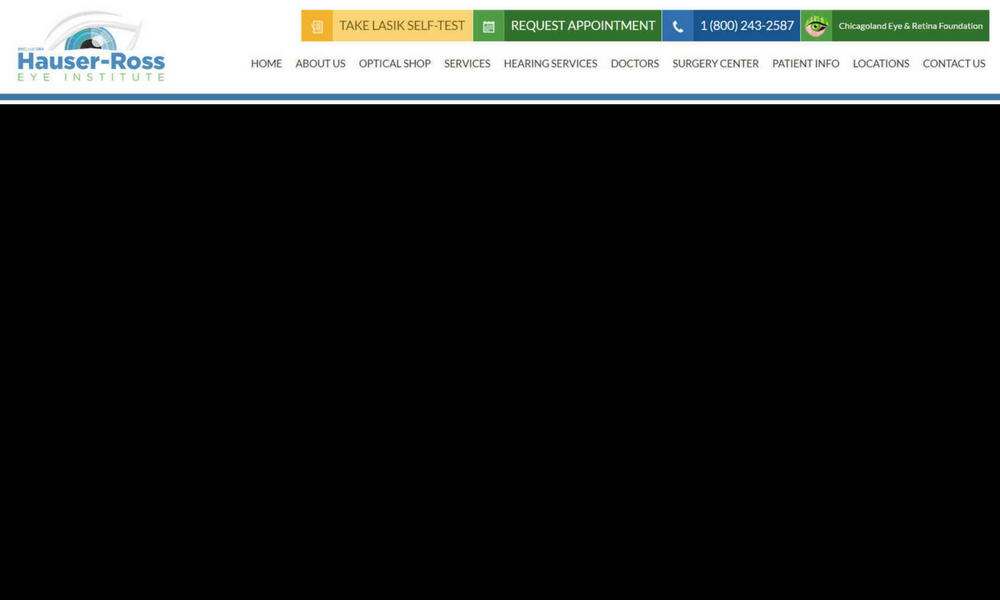 TAKE LASIK SELF-TEST
REQUEST APPOINTMENT
1 (800) 243-2587
Chicagoland Eye & Retina Foundation
Hauser-Ross
EYE INSTITUTE
HOME
ABOUT US
OPTICAL SHOP
SERVICES
HEARING SERVICES
DOCTORS
SURGERY CENTER
PATIENT INFO
LOCATIONS
CONTACT US